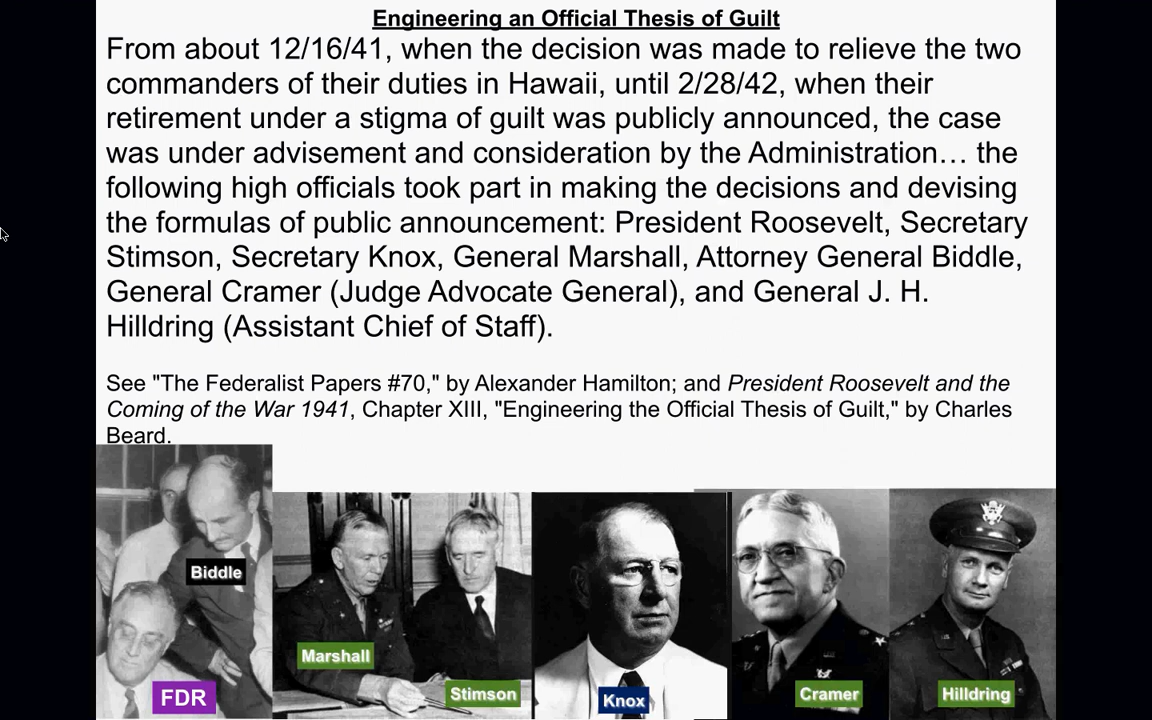 Engineering an Official Thesis of Guilt
From about 12/16/41, when the decision was made to relieve the two
commanders of their duties in Hawaii, until 2/28/42, when their
retirement under a stigma of guilt was publicly announced, the case
was under advisement and consideration by the Administration… the
following high officials took part in making the decisions and devising
the formulas of public announcement: President Roosevelt, Secretary
Stimson, Secretary Knox, General Marshall, Attorney General Biddle,
General Cramer (Judge Advocate General), and General J. H.
Hilldring (Assistant Chief of Staff).
See "The Federalist Papers #70," by Alexander Hamilton; and President Roosevelt and the
Coming of the War 1941, Chapter XIII, "Engineering the Official Thesis of Guilt," by Charles
Beard.
Biddle
FDR
Marshall
Stimson
Knox
Cramer
Hilldring